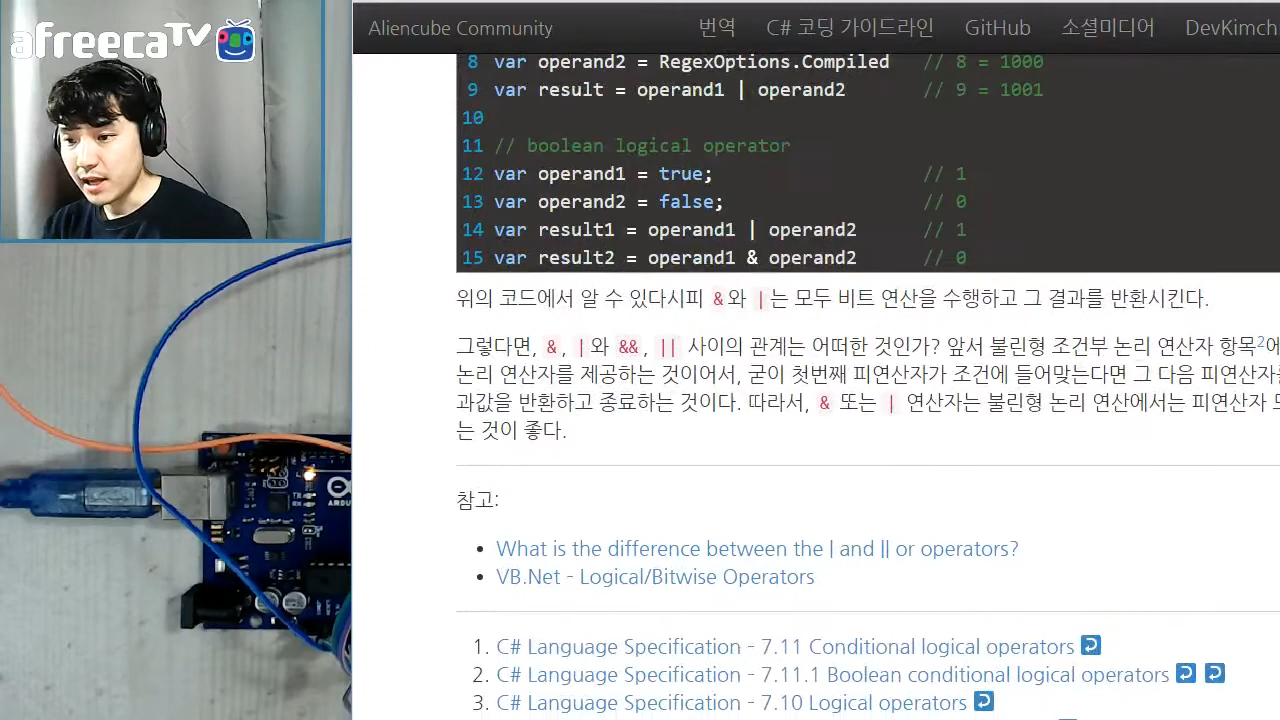 afreecaTV
Aliencube Community 번역 C# 코딩 가이드라인 GitHub 소셜미디어 DevKimch
8 var operand2 = RegexOptions.Compiled // 8 = 1000
9 var result = operand1 | operand2 // 9 = 1001
10
11 // boolean logical operator
12 var operand1 = true; // 1
13 var operand2 = false; // 0
14 var result1 = operand1 | operand2 // 1
15 var result2 = operand1 & operand2 // 0
위의 코드에서 알 수 있다시피 &와 |는 모두 비트 연산을 수행하고 그 결과를 반환시킨다.
그렇다면, &, |와 &&, || 사이의 관계는 어떠한 것인가? 앞서 불린형 조건부 논리 연산자 항목2에
논리 연산자를 제공하는 것이어서, 굳이 첫번째 피연산자가 조건에 들어맞는다면 그 다음 피연산자를
과값을 반환하고 종료하는 것이다. 따라서, & 또는 | 연산자는 불린형 논리 연산에서는 피연산자
는 것이 좋다.
참고:
• What is the difference between the | and || or operators?
• VB.Net - Logical/Bitwise Operators
1. C# Language Specification - 7.11 Conditional logical operators
2. C# Language Specification - 7.11.1 Boolean conditional logical operators
3. C# Language Specification - 7.10 Logical operators